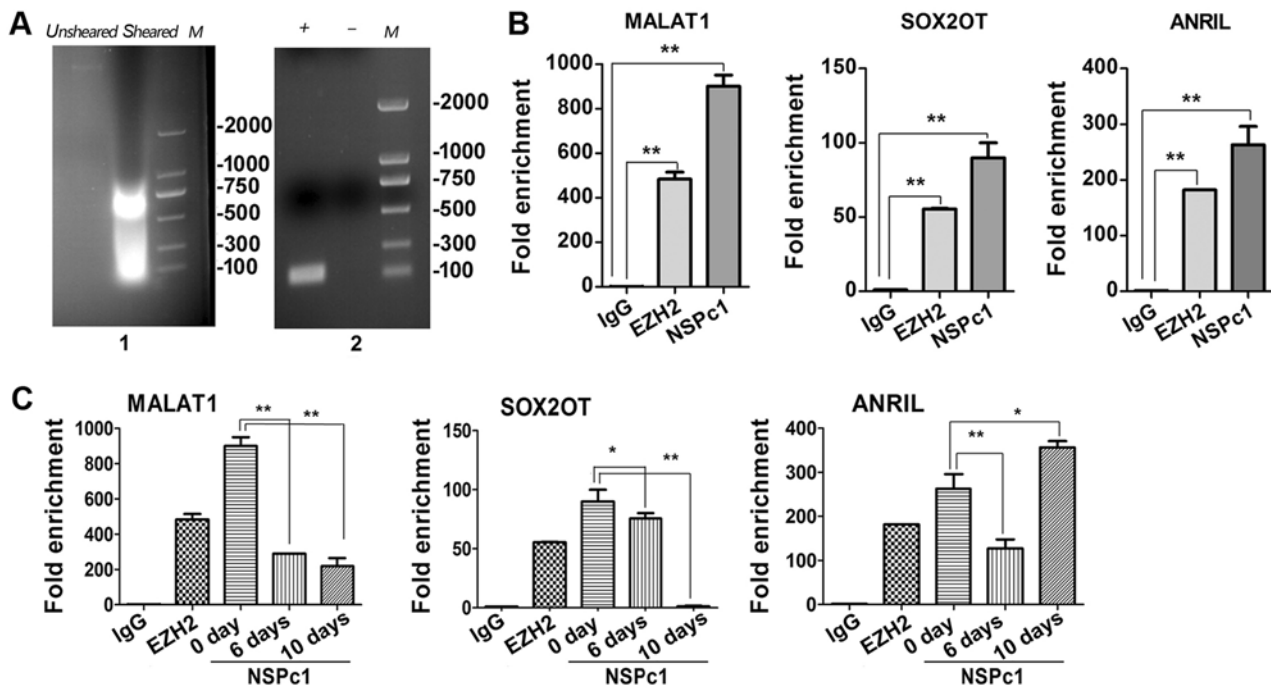 A
Unsheared Sheared M
-2000
-1000
-750
-500
-300
-100
1
+ − M
-2000
-1000
-750
-500
-300
-100
2
B
MALAT1
Fold enrichment
1000
800
600
400
200
0
**
**
IgG
EZH2
NSPc1
SOX2OT
Fold enrichment
150
100
50
0
**
**
IgG
EZH2
NSPc1
ANRIL
Fold enrichment
400
300
200
100
0
**
**
IgG
EZH2
NSPc1
C
MALAT1
Fold enrichment
1000
800
600
400
200
0
**
**
IgG
EZH2
0 day
6 days
10 days
NSPc1
SOX2OT
Fold enrichment
150
100
50
0
*
**
IgG
EZH2
0 day
6 days
10 days
NSPc1
ANRIL
Fold enrichment
400
300
200
100
0
*
**
IgG
EZH2
0 day
6 days
10 days
NSPc1